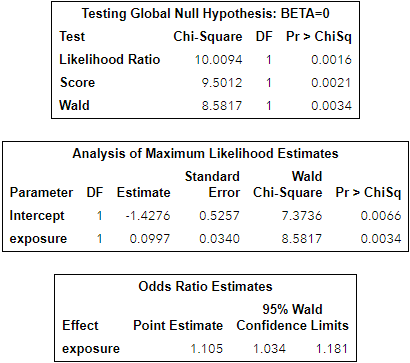 Testing Global Null Hypothesis: BETA=0
Test Chi-Square DF Pr > ChiSq
Likelihood Ratio 10.0094 1 0.0016
Score 9.5012 1 0.0021
Wald 8.5817 1 0.0034
Analysis of Maximum Likelihood Estimates
Standard Wald
Parameter DF Estimate Error Chi-Square Pr > ChiSq
Intercept 1 -1.4276 0.5257 7.3736 0.0066
exposure 1 0.0997 0.0340 8.5817 0.0034
Odds Ratio Estimates
95% Wald
Effect Point Estimate Confidence Limits
exposure 1.105 1.034 1.181